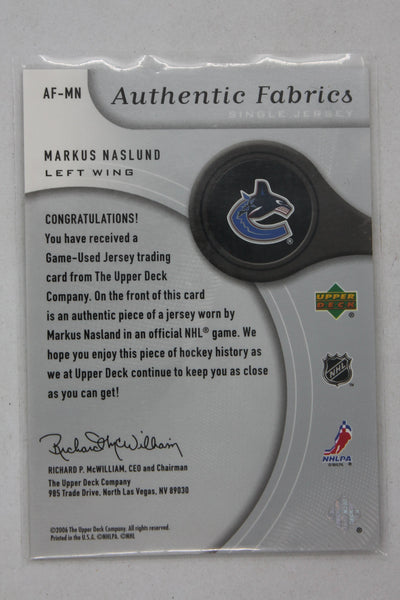 AF-MN
Authentic Fabrics
SINGLE JERSEY
MARKUS NASLUND
LEFT WING
CONGRATULATIONS!
You have received a
Game-Used Jersey trading
card from The Upper Deck
Company. On the front of this card
is an authentic piece of a jersey worn by
Markus Nasland in an official NHL® game. We
hope you enjoy this piece of hockey history as
we at Upper Deck continue to keep you as close
as you can get!
UPPER
DECK
®
NHL
NHLPA
Richard P McWilliam
RICHARD P. McWILLIAM, CEO and Chairman
The Upper Deck Company
985 Trade Drive, North Las Vegas, NV 89030
©2006 The Upper Deck Company. All rights reserved.
Printed in the U.S.A. ©NHLPA. ©NHL